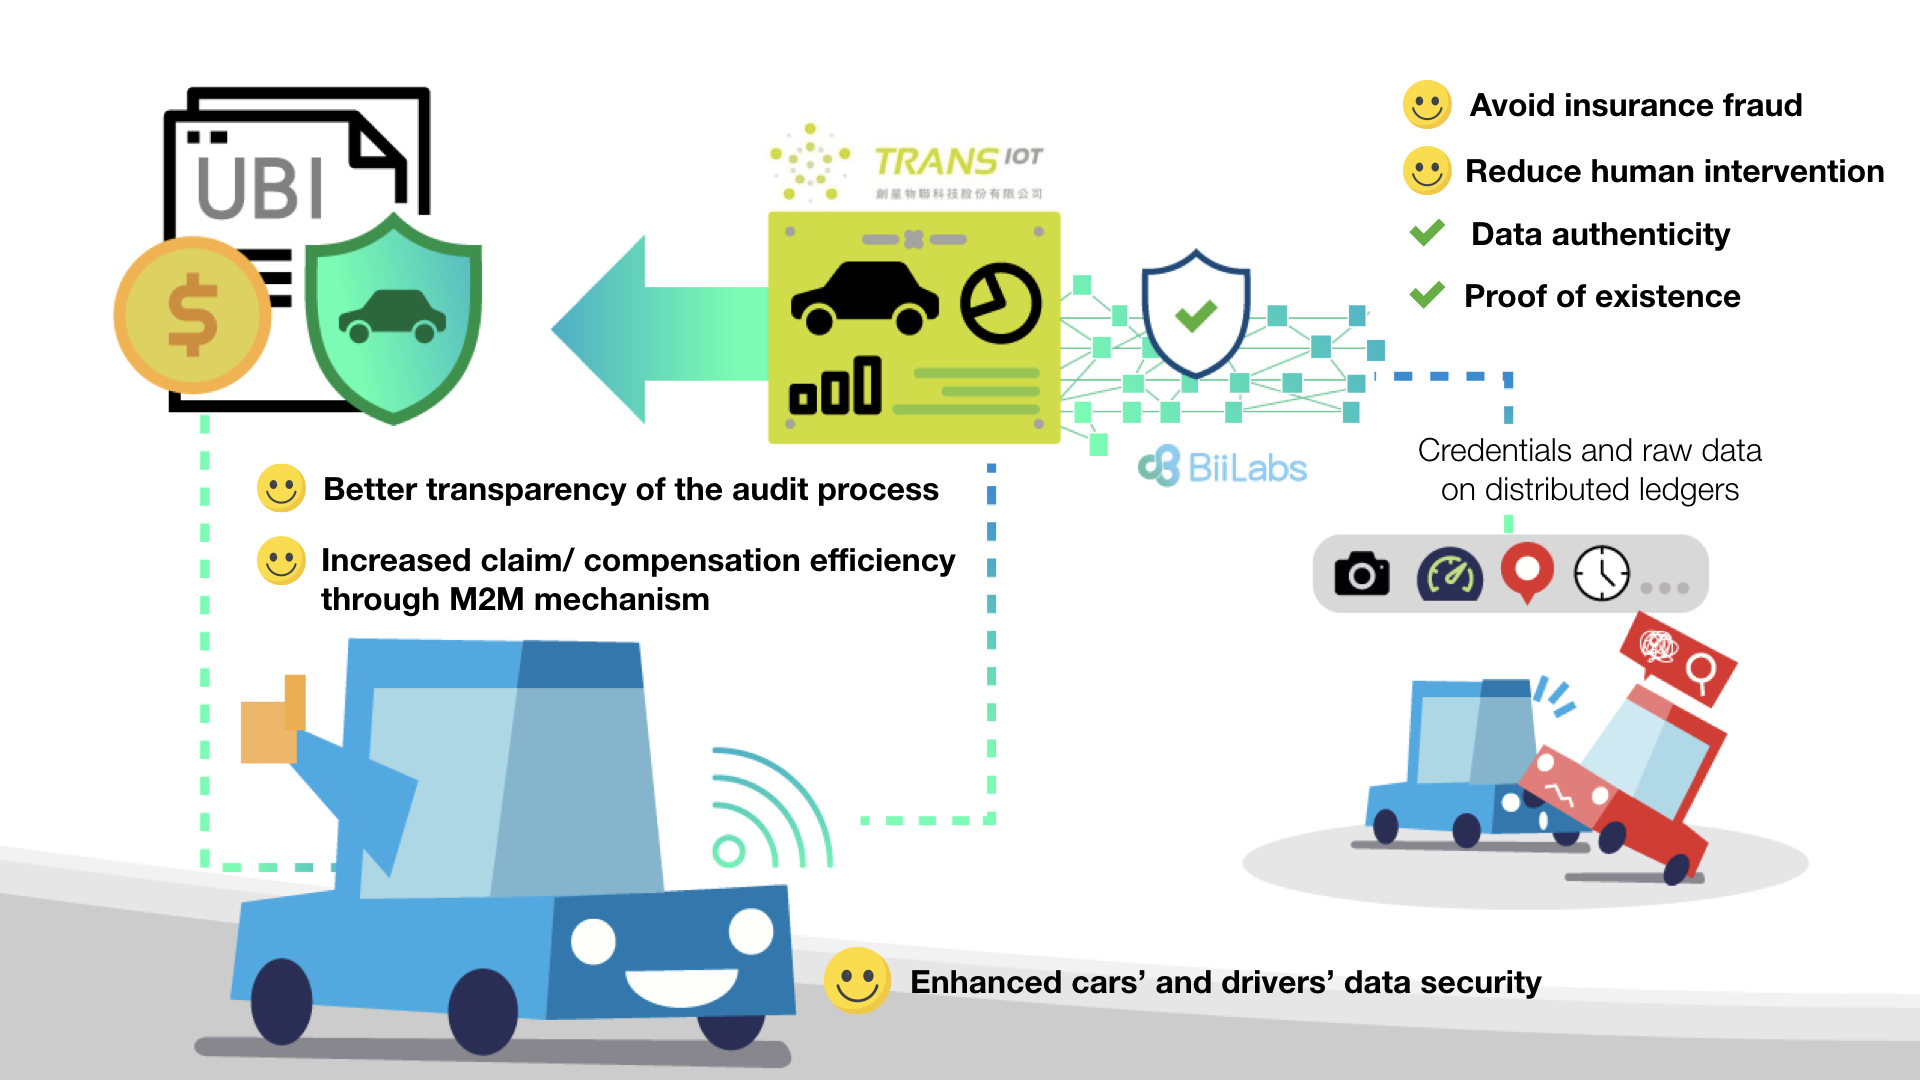 UBI
$
TRANS IOT
創星物聯科技股份有限公司
Avoid insurance fraud
Reduce human intervention
Data authenticity
Proof of existence
BiiLabs
Credentials and raw data
on distributed ledgers
Better transparency of the audit process
Increased claim/ compensation efficiency
through M2M mechanism
Enhanced cars’ and drivers’ data security